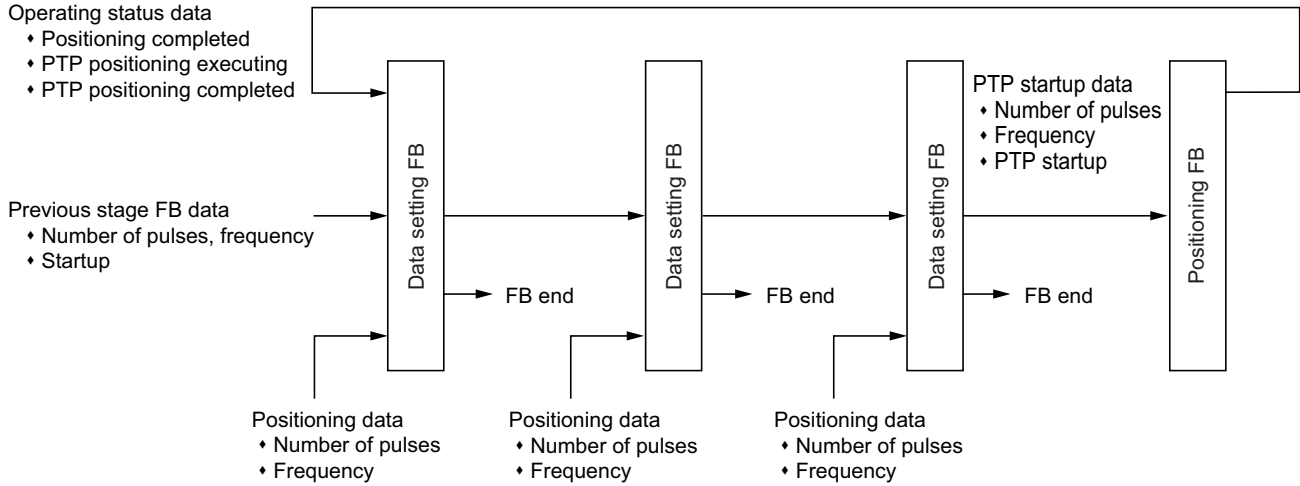 Operating status data
♦ Positioning completed
♦ PTP positioning executing
♦ PTP positioning completed
Previous stage FB data
♦ Number of pulses, frequency
♦ Startup
Data setting FB
FB end
Positioning data
♦ Number of pulses
♦ Frequency
Data setting FB
FB end
Positioning data
♦ Number of pulses
♦ Frequency
Data setting FB
FB end
Positioning data
♦ Number of pulses
♦ Frequency
PTP startup data
♦ Number of pulses
♦ Frequency
♦ PTP startup
Positioning FB